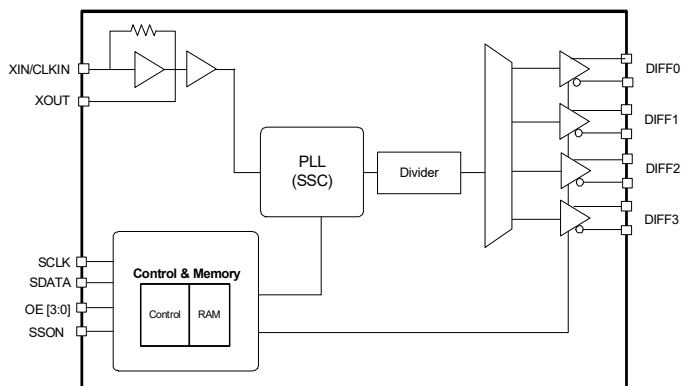 XIN/CLKIN
XOUT
DIFF0
DIFF1
DIFF2
DIFF3
PLL
(SSC)
Divider
SCLK
SDATA
OE [3:0]
SSON
Control & Memory
Control
RAM